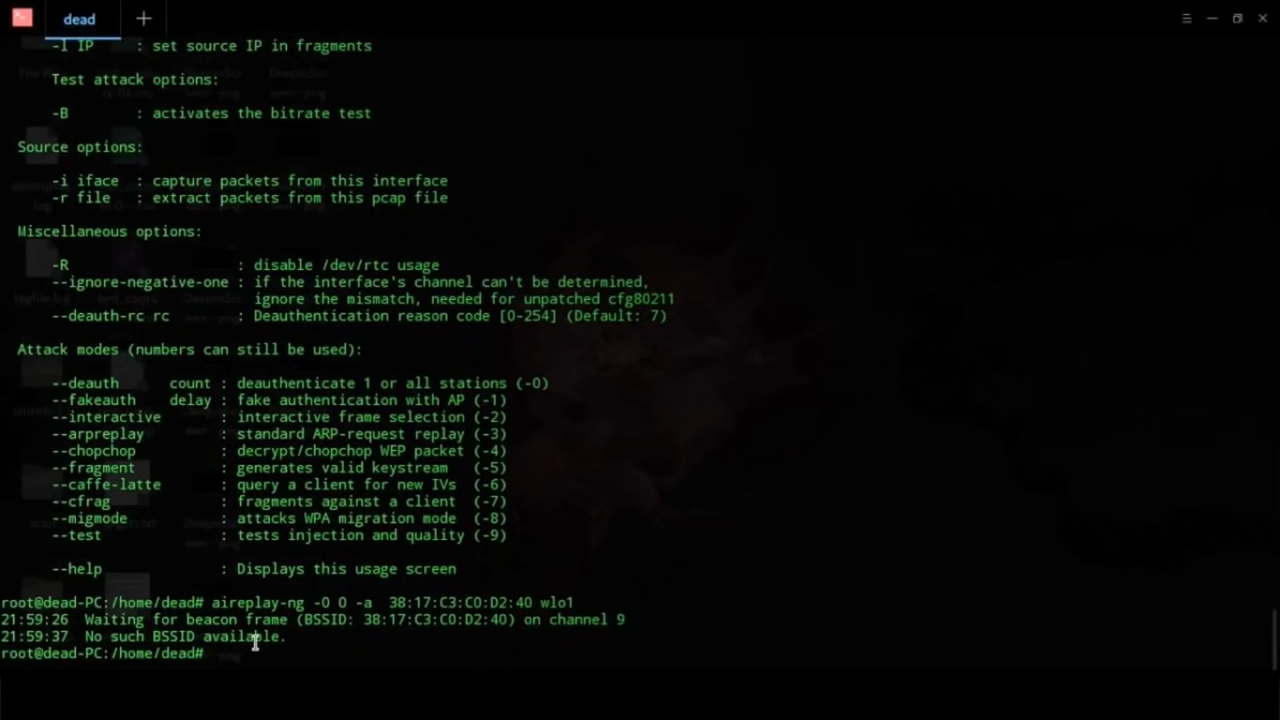 dead
-l IP : set source IP in fragments
Test attack options:
-B : activates the bitrate test
Source options:
-i iface : capture packets from this interface
-r file : extract packets from this pcap file
Miscellaneous options:
-R : disable /dev/rtc usage
--ignore-negative-one : if the interface's channel can't be determined,
ignore the mismatch, needed for unpatched cfg80211
--deauth-rc rc : Deauthentication reason code [0-254] (Default: 7)
Attack modes (numbers can still be used):
--deauth count : deauthenticate 1 or all stations (-0)
--fakeauth delay : fake authentication with AP (-1)
--interactive : interactive frame selection (-2)
--arpreplay : standard ARP-request replay (-3)
--chopchop : decrypt/chopchop WEP packet (-4)
--fragment : generates valid keystream (-5)
--caffe-latte : query a client for new IVs (-6)
--cfrag : fragments against a client (-7)
--migmode : attacks WPA migration mode (-8)
--test : tests injection and quality (-9)
--help : Displays this usage screen
root@dead-PC:/home/dead# aireplay-ng -0 0 -a 38:17:C3:C0:D2:40 wlo1
21:59:26 Waiting for beacon frame (BSSID: 38:17:C3:C0:D2:40) on channel 9
21:59:37 No such BSSID available.
root@dead-PC:/home/dead#